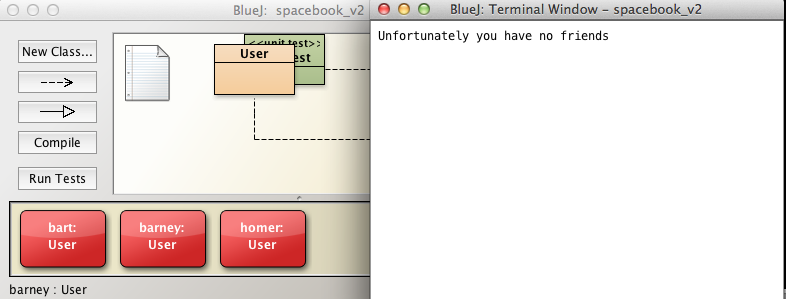 BlueJ: spacebook_v2
New Class...
Compile
Run Tests
<<unit test>>
User
est
bart:
User
barney:
User
homer:
User
barney : User
BlueJ: Terminal Window – spacebook_v2
Unfortunately you have no friends